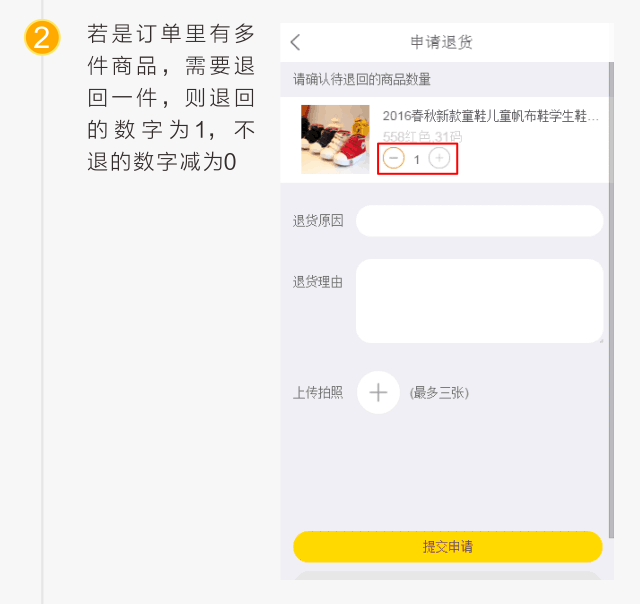 2
若是订单里有多
件商品，需要退
回一件，则退回
的数字为1，不
退的数字减为0
申请退货
请确认待退回的商品数量
2016春秋新款童鞋儿童帆布鞋学生鞋...
558红色 31码
1
退货原因
退货理由
上传拍照 (最多三张)
提交申请